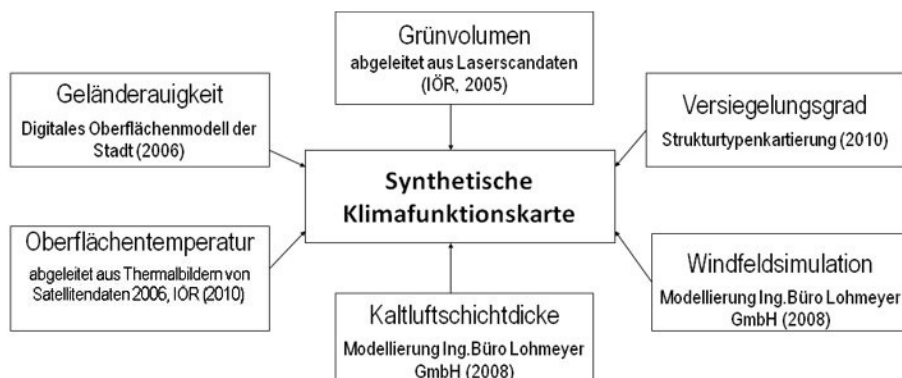 Grünvolumen
abgeleitet aus Laserscandaten
(IÖR, 2005)
Geländerauigkeit
Digitales Oberflächenmodell der
Stadt (2006)
Versiegelungsgrad
Strukturtypenkartierung (2010)
Synthetische
Klimafunktionskarte
Oberflächentemperatur
abgeleitet aus Thermalbildern von
Satellitendaten 2006, IÖR (2010)
Windfeldsimulation
Modellierung Ing.Büro Lohmeyer
GmbH (2008)
Kaltluftschichtdicke
Modellierung Ing.Büro Lohmeyer
GmbH (2008)